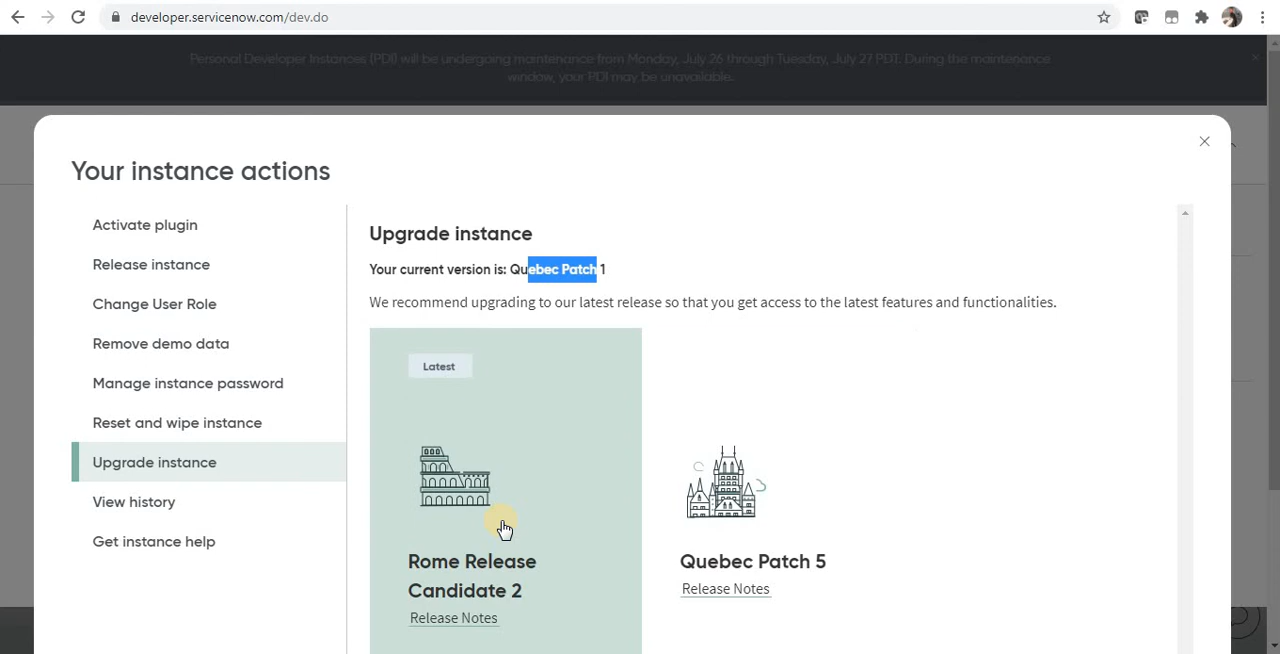 developer.servicenow.com/dev.do
Personal Developer Instances (PDI) will be undergoing maintenance from Monday, July 26 through Tuesday, July 27 PDT. During the maintenance
window, your PDI may be unavailable.
Your instance actions
Activate plugin
Release instance
Change User Role
Remove demo data
Manage instance password
Reset and wipe instance
Upgrade instance
View history
Get instance help
Upgrade instance
Your current version is: Quebec Patch 1
We recommend upgrading to our latest release so that you get access to the latest features and functionalities.
Latest
Rome Release
Candidate 2
Release Notes
Quebec Patch 5
Release Notes